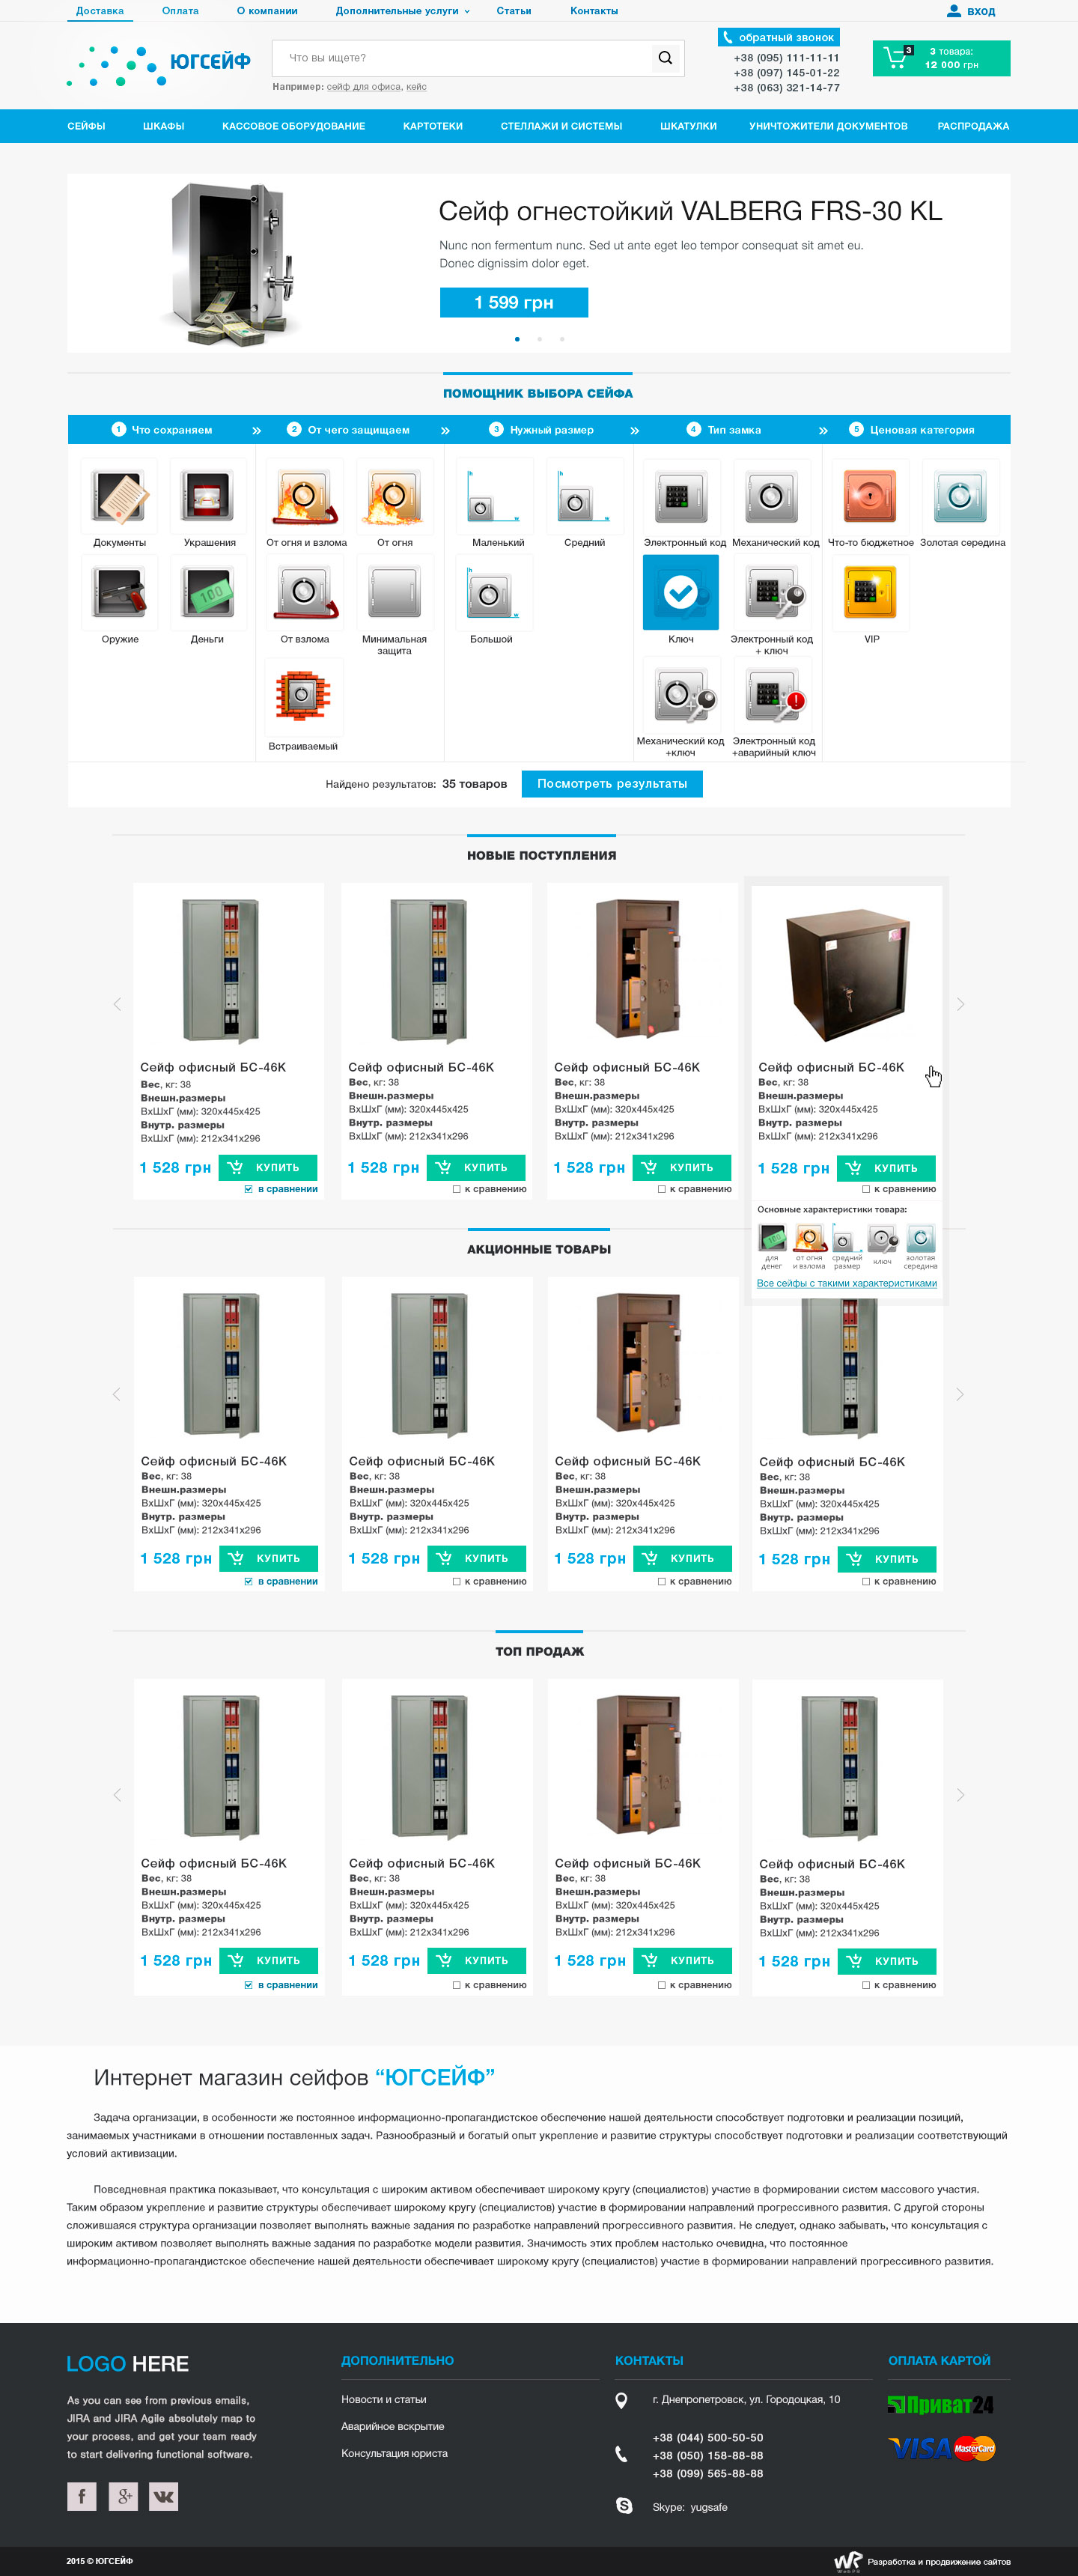 Доставка Оплата О компании Дополнительные услуги Статьи Контакты ВХОД
ЮГСЕЙФ
Что вы ищете?
Например: сейф для офиса, кейс
обратный звонок
+38 (095) 111-11-11
+38 (097) 145-01-22
+38 (063) 321-14-77
3
3 товара:
12 000 грн
СЕЙФЫ ШКАФЫ КАССОВОЕ ОБОРУДОВАНИЕ КАРТОТЕКИ СТЕЛЛАЖИ И СИСТЕМЫ ШКАТУЛКИ УНИЧТОЖИТЕЛИ ДОКУМЕНТОВ РАСПРОДАЖА
Сейф огнестойкий VALBERG FRS-30 KL
Nunc non fermentum nunc. Sed ut ante eget leo tempor consequat sit amet eu.
Donec dignissim dolor eget.
1 599 грн
ПОМОЩНИК ВЫБОРА СЕЙФА
1 Что сохраняем » 2 От чего защищаем » 3 Нужный размер » 4 Тип замка » 5 Ценовая категория
Документы Украшения От огня и взлома От огня Маленький Средний Электронный код Механический код Что-то бюджетное Золотая середина
Оружие Деньги От взлома Минимальная защита Большой Ключ Электронный код + ключ VIP
Встраиваемый Механический код +ключ Электронный код +аварийный ключ
Найдено результатов: 35 товаров Посмотреть результаты
НОВЫЕ ПОСТУПЛЕНИЯ
Сейф офисный БС-46К Сейф офисный БС-46К Сейф офисный БС-46К Сейф офисный БС-46К
Вес, кг: 38 Вес, кг: 38 Вес, кг: 38 Вес, кг: 38
Внешн.размеры Внешн.размеры Внешн.размеры Внешн.размеры
ВхШхГ (мм): 320х445х425 ВхШхГ (мм): 320х445х425 ВхШхГ (мм): 320х445х425 ВхШхГ (мм): 320х445х425
Внутр. размеры Внутр. размеры Внутр. размеры Внутр. размеры
ВхШхГ (мм): 212х341х296 ВхШхГ (мм): 212х341х296 ВхШхГ (мм): 212х341х296 ВхШхГ (мм): 212х341х296
1 528 грн КУПИТЬ 1 528 грн КУПИТЬ 1 528 грн КУПИТЬ 1 528 грн КУПИТЬ
в сравнении к сравнению к сравнению к сравнению
Основные характеристики товара:
для денег от огня и взлома средний размер ключ золотая середина
Все сейфы с такими характеристиками
АКЦИОННЫЕ ТОВАРЫ
Сейф офисный БС-46К Сейф офисный БС-46К Сейф офисный БС-46К Сейф офисный БС-46К
Вес, кг: 38 Вес, кг: 38 Вес, кг: 38 Вес, кг: 38
Внешн.размеры Внешн.размеры Внешн.размеры Внешн.размеры
ВхШхГ (мм): 320х445х425 ВхШхГ (мм): 320х445х425 ВхШхГ (мм): 320х445х425 ВхШхГ (мм): 320х445х425
Внутр. размеры Внутр. размеры Внутр. размеры Внутр. размеры
ВхШхГ (мм): 212х341х296 ВхШхГ (мм): 212х341х296 ВхШхГ (мм): 212х341х296 ВхШхГ (мм): 212х341х296
1 528 грн КУПИТЬ 1 528 грн КУПИТЬ 1 528 грн КУПИТЬ 1 528 грн КУПИТЬ
в сравнении к сравнению к сравнению к сравнению
ТОП ПРОДАЖ
Сейф офисный БС-46К Сейф офисный БС-46К Сейф офисный БС-46К Сейф офисный БС-46К
Вес, кг: 38 Вес, кг: 38 Вес, кг: 38 Вес, кг: 38
Внешн.размеры Внешн.размеры Внешн.размеры Внешн.размеры
ВхШхГ (мм): 320х445х425 ВхШхГ (мм): 320х445х425 ВхШхГ (мм): 320х445х425 ВхШхГ (мм): 320х445х425
Внутр. размеры Внутр. размеры Внутр. размеры Внутр. размеры
ВхШхГ (мм): 212х341х296 ВхШхГ (мм): 212х341х296 ВхШхГ (мм): 212х341х296 ВхШхГ (мм): 212х341х296
1 528 грн КУПИТЬ 1 528 грн КУПИТЬ 1 528 грн КУПИТЬ 1 528 грн КУПИТЬ
в сравнении к сравнению к сравнению к сравнению
Интернет магазин сейфов “ЮГСЕЙФ”
Задача организации, в особенности же постоянное информационно-пропагандистское обеспечение нашей деятельности способствует подготовки и реализации позиций,
занимаемых участниками в отношении поставленных задач. Разнообразный и богатый опыт укрепление и развитие структуры способствует подготовки и реализации соответствующий
условий активизации.
Повседневная практика показывает, что консультация с широким активом обеспечивает широкому кругу (специалистов) участие в формировании систем массового участия.
Таким образом укрепление и развитие структуры обеспечивает широкому кругу (специалистов) участие в формировании направлений прогрессивного развития. С другой стороны
сложившаяся структура организации позволяет выполнять важные задания по разработке направлений прогрессивного развития. Не следует, однако забывать, что консультация с
широким активом позволяет выполнять важные задания по разработке модели развития. Значимость этих проблем настолько очевидна, что постоянное
информационно-пропагандистское обеспечение нашей деятельности обеспечивает широкому кругу (специалистов) участие в формировании направлений прогрессивного развития.
LOGO HERE
As you can see from previous emails,
JIRA and JIRA Agile absolutely map to
your process, and get your team ready
to start delivering functional software.
ДОПОЛНИТЕЛЬНО
Новости и статьи
Аварийное вскрытие
Консультация юриста
КОНТАКТЫ
г. Днепропетровск, ул. Городоцкая, 10
+38 (044) 500-50-50
+38 (050) 158-88-88
+38 (099) 565-88-88
Skype: yugsafe
ОПЛАТА КАРТОЙ
Приват24
VISA MasterCard
2015 © ЮГСЕЙФ
Разработка и продвижение сайтов